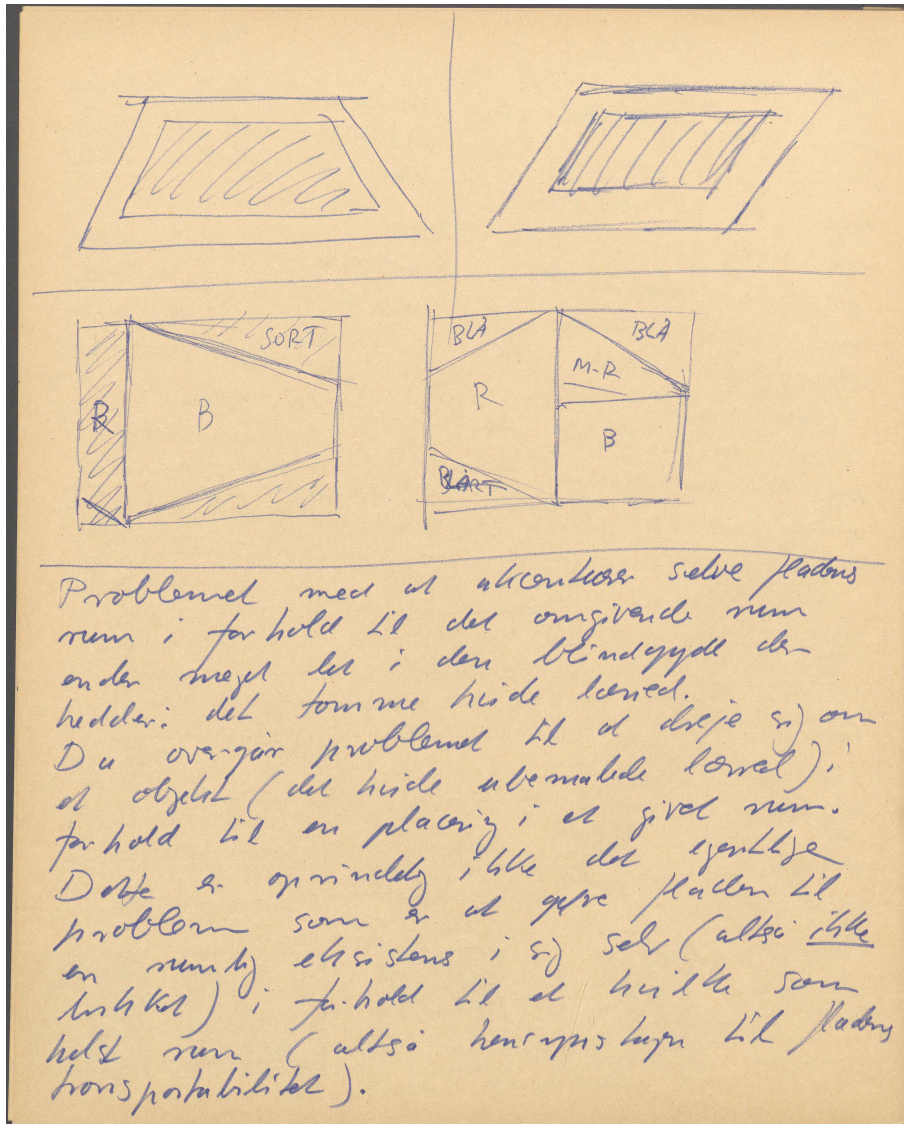 SORT
B
B
BLÅ
BLÅ
R
M-R
B
Problemet med at akcentuere selve fladens
rum i forhold til det omgivende rum
ender meget let i den blindgyde der
hedder: det tomme hvide lærred.
Da overgår problemet til at dreje sig om
et objekt (det hvide ubemalede lærred) i
forhold til en placering i et givet rum.
Dette er oprindelig ikke det egentlige
problem som er at gøre fladen til
en rumlig eksistens i sig selv (altså ikke
) i forhold til et hvilket som
helst rum (altså til fladens
transportabilitet).